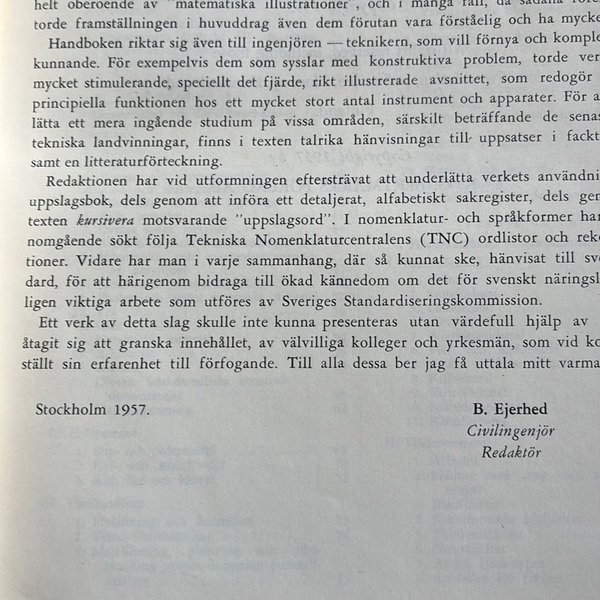 helt oberoende av "matematiska illustrationer", och i många fall, då sådana
torde framställningen i huvuddrag även dem förutan vara förståelig och ha mycke
Handboken riktar sig även till ingenjören — teknikern, som vill förnya och komple
kunnande. För exempelvis dem som sysslar med konstruktiva problem, torde ver
mycket stimulerande, speciellt det fjärde, rikt illustrerade avsnittet, som redogör
principiella funktionen hos ett mycket stort antal instrument och apparater. För a
lätta ett mera ingående studium på vissa områden, särskilt beträffande de senas
tekniska landvinningar, finns i texten talrika hänvisningar till uppsatser i fackt
samt en litteraturförteckning.
Redaktionen har vid utformningen eftersträvat att underlätta verkets användni
uppslagsbok, dels genom att införa ett detaljerat, alfabetiskt sakregister, dels gen
texten kursivera motsvarande "uppslagsord". I nomenklatur- och språkformer har
nomgående sökt följa Tekniska Nomenklaturcentralens (TNC) ordlistor och reko
tioner. Vidare har man i varje sammanhang, där så kunnat ske, hänvisat till sve
dard, för att härigenom bidraga till ökad kännedom om det för svenskt näringsl
ligen viktiga arbete som utföres av Sveriges Standardiseringskommission.
Ett verk av detta slag skulle inte kunna presenteras utan värdefull hjälp av
åtagit sig att granska innehållet, av välvilliga kolleger och yrkesmän, som vid ko
ställt sin erfarenhet till förfogande. Till alla dessa ber jag få uttala mitt varma
Stockholm 1957.
B. Ejerhed
Civilingenjör
Redaktör